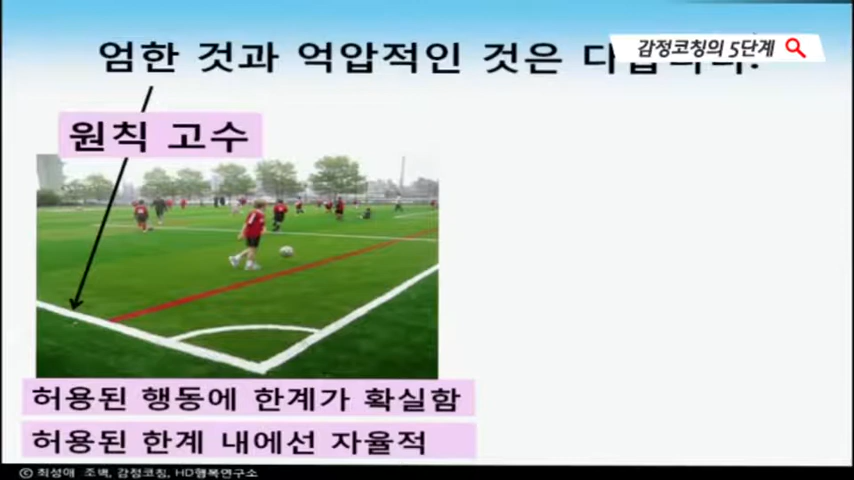 감정코칭의 5단계
엄한 것과 억압적인 것은
원칙 고수
허용된 행동에 한계가 확실함
허용된 한계 내에선 자율적
ⓒ 최성애 조벽, 감정코칭, HD행복연구소